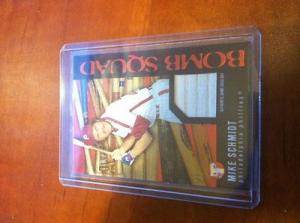 BOMB SQUAD
MIKE SCHMIDT
philadelphia phillies